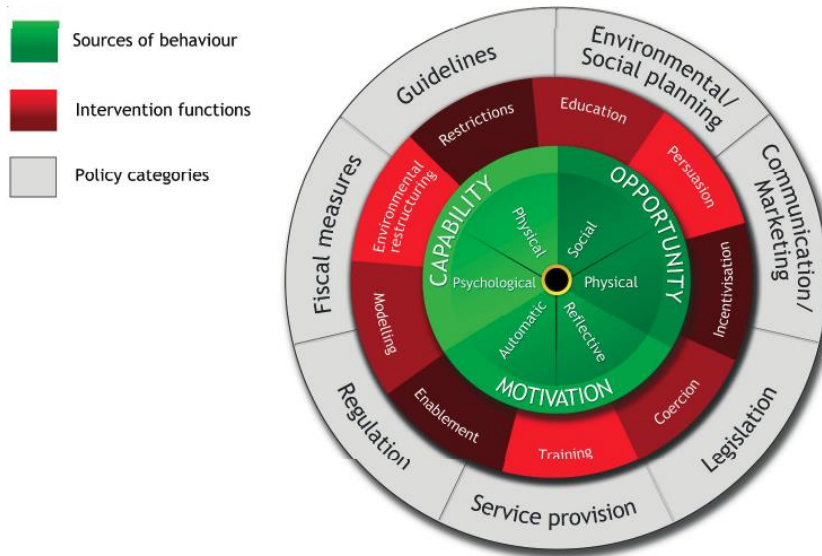 Sources of behaviour
Intervention functions
Policy categories
Guidelines
Environmental/
Social planning
Communication/
Marketing
Legislation
Service provision
Regulation
Fiscal measures
Restrictions
Education
Persuasion
Incentivisation
Coercion
Training
Enablement
Modelling
Environmental
restructuring
CAPABILITY
OPPORTUNITY
MOTIVATION
Physical
Social
Psychological
Physical
Automatic
Reflective